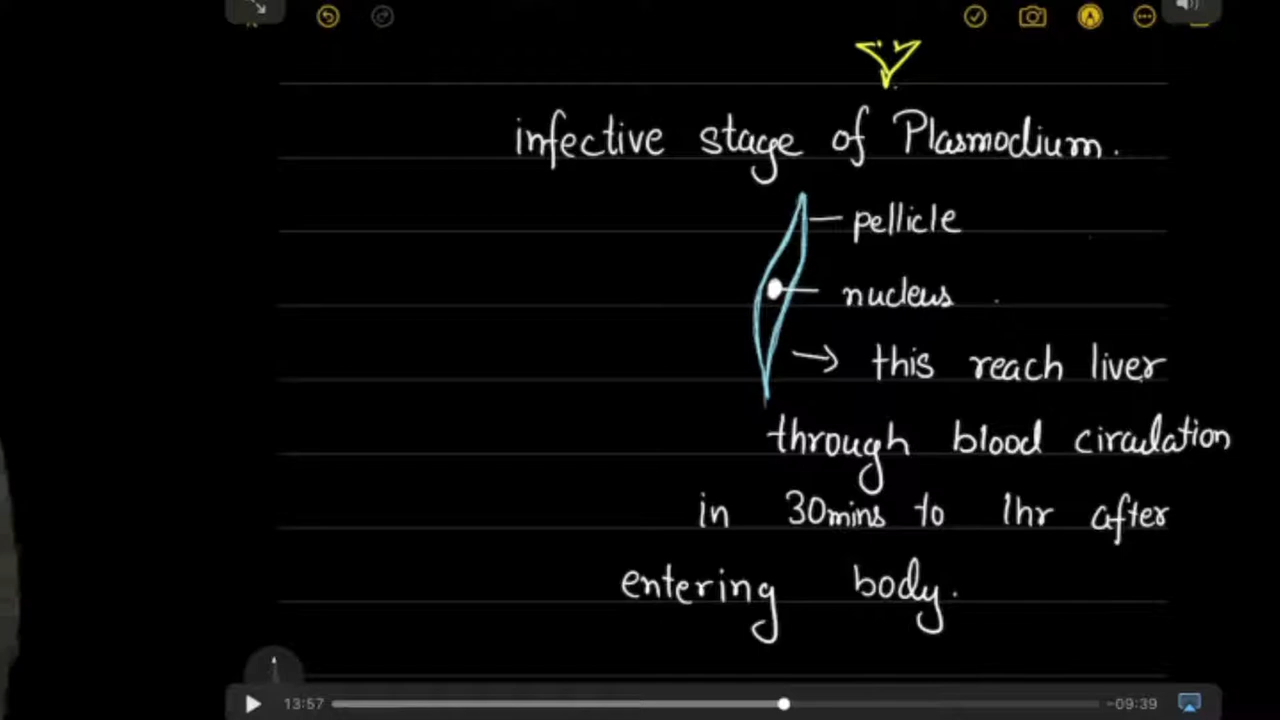 infective stage of Plasmodium.
pellicle
nucleus
→ this reach liver
through blood circulation
in 30mins to 1hr after
entering body.
13:57
-09:39